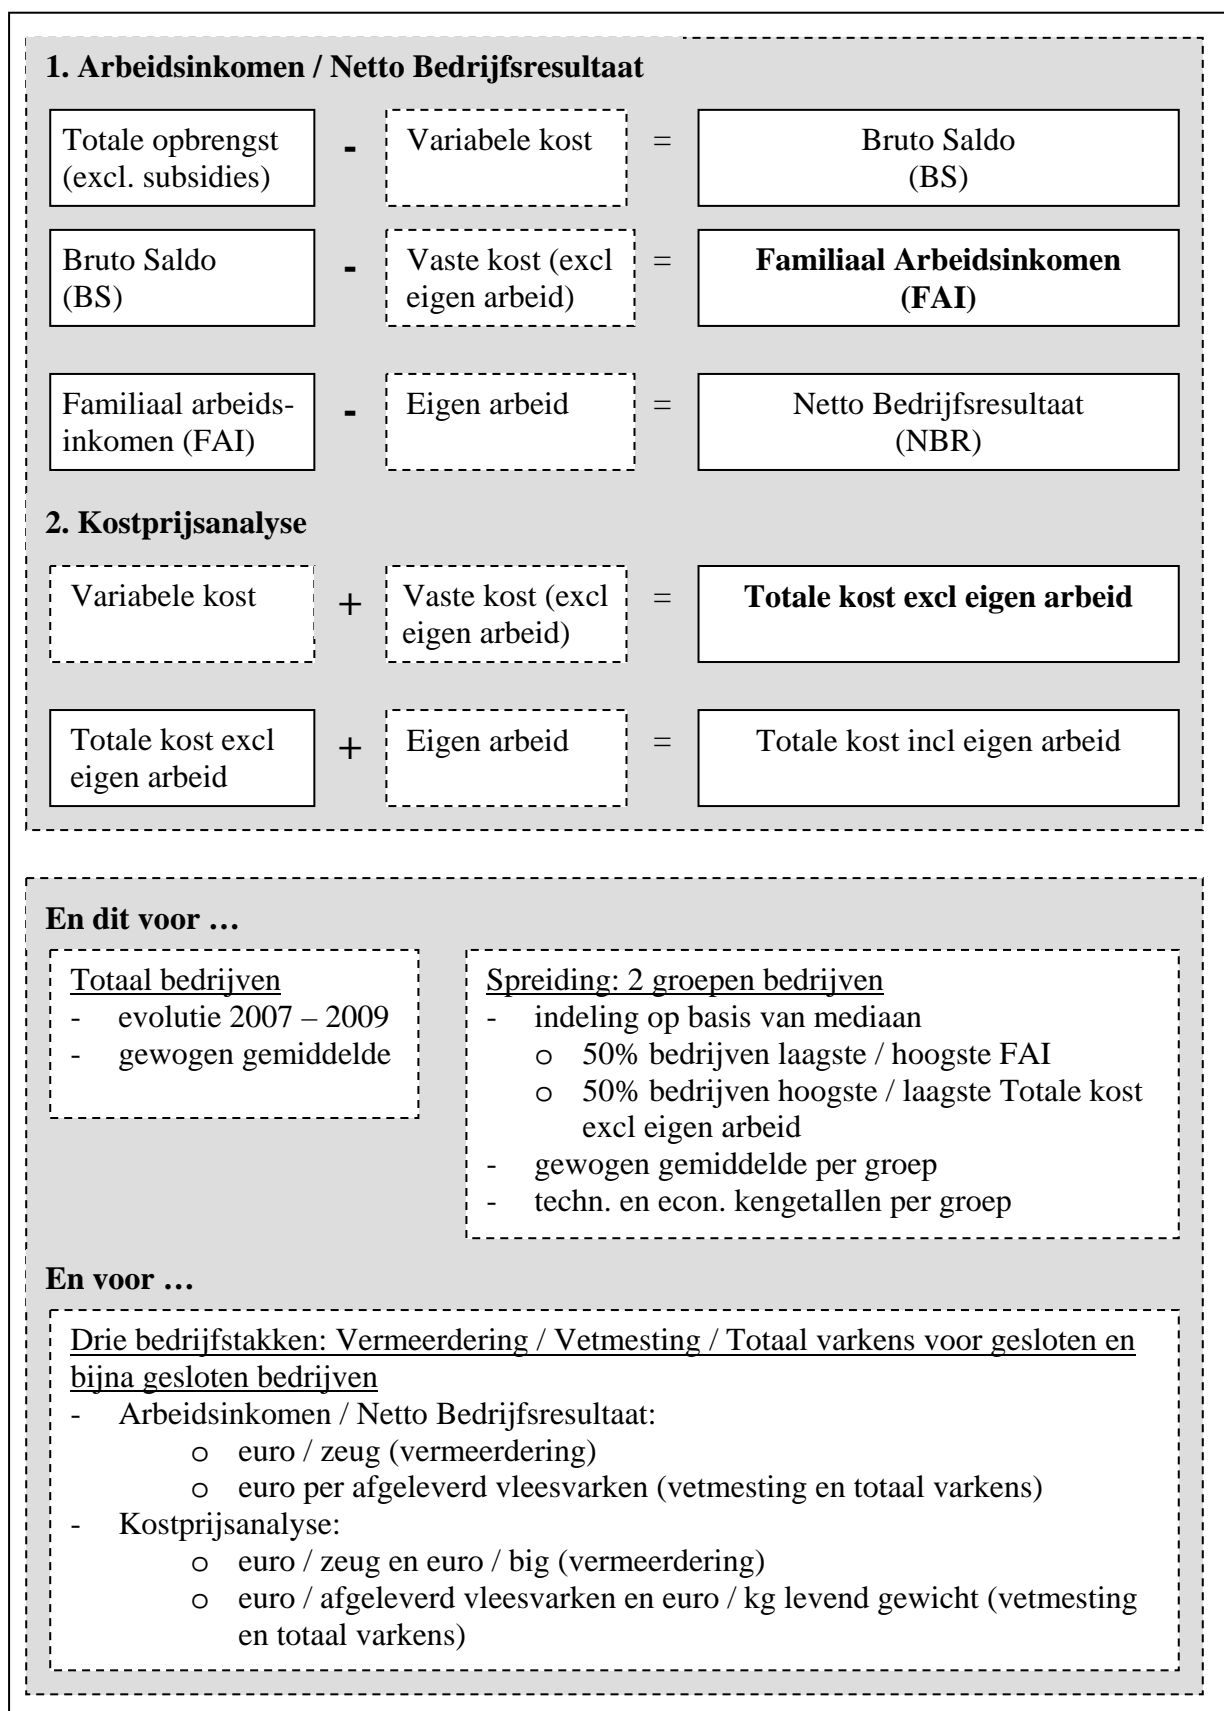 1. Arbeidsinkomen / Netto Bedrijfsresultaat
Totale opbrengst
(excl. subsidies)
-
Variabele kost
=
Bruto Saldo
(BS)
Bruto Saldo
(BS)
-
Vaste kost (excl
eigen arbeid)
=
Familiaal Arbeidsinkomen
(FAI)
Familiaal arbeids-
inkomen (FAI)
-
Eigen arbeid
=
Netto Bedrijfsresultaat
(NBR)
2. Kostprijsanalyse
Variabele kost
+
Vaste kost (excl
eigen arbeid)
=
Totale kost excl eigen arbeid
Totale kost excl
eigen arbeid
+
Eigen arbeid
=
Totale kost incl eigen arbeid
En dit voor …
Totaal bedrijven
- evolutie 2007 – 2009
- gewogen gemiddelde
Spreiding: 2 groepen bedrijven
- indeling op basis van mediaan
o 50% bedrijven laagste / hoogste FAI
o 50% bedrijven hoogste / laagste Totale kost
excl eigen arbeid
- gewogen gemiddelde per groep
- techn. en econ. kengetallen per groep
En voor …
Drie bedrijfstakken: Vermeerdering / Vetmesting / Totaal varkens voor gesloten en
bijna gesloten bedrijven
- Arbeidsinkomen / Netto Bedrijfsresultaat:
o euro / zeug (vermeerdering)
o euro per afgeleverd vleesvarken (vetmesting en totaal varkens)
- Kostprijsanalyse:
o euro / zeug en euro / big (vermeerdering)
o euro / afgeleverd vleesvarken en euro / kg levend gewicht (vetmesting
en totaal varkens)